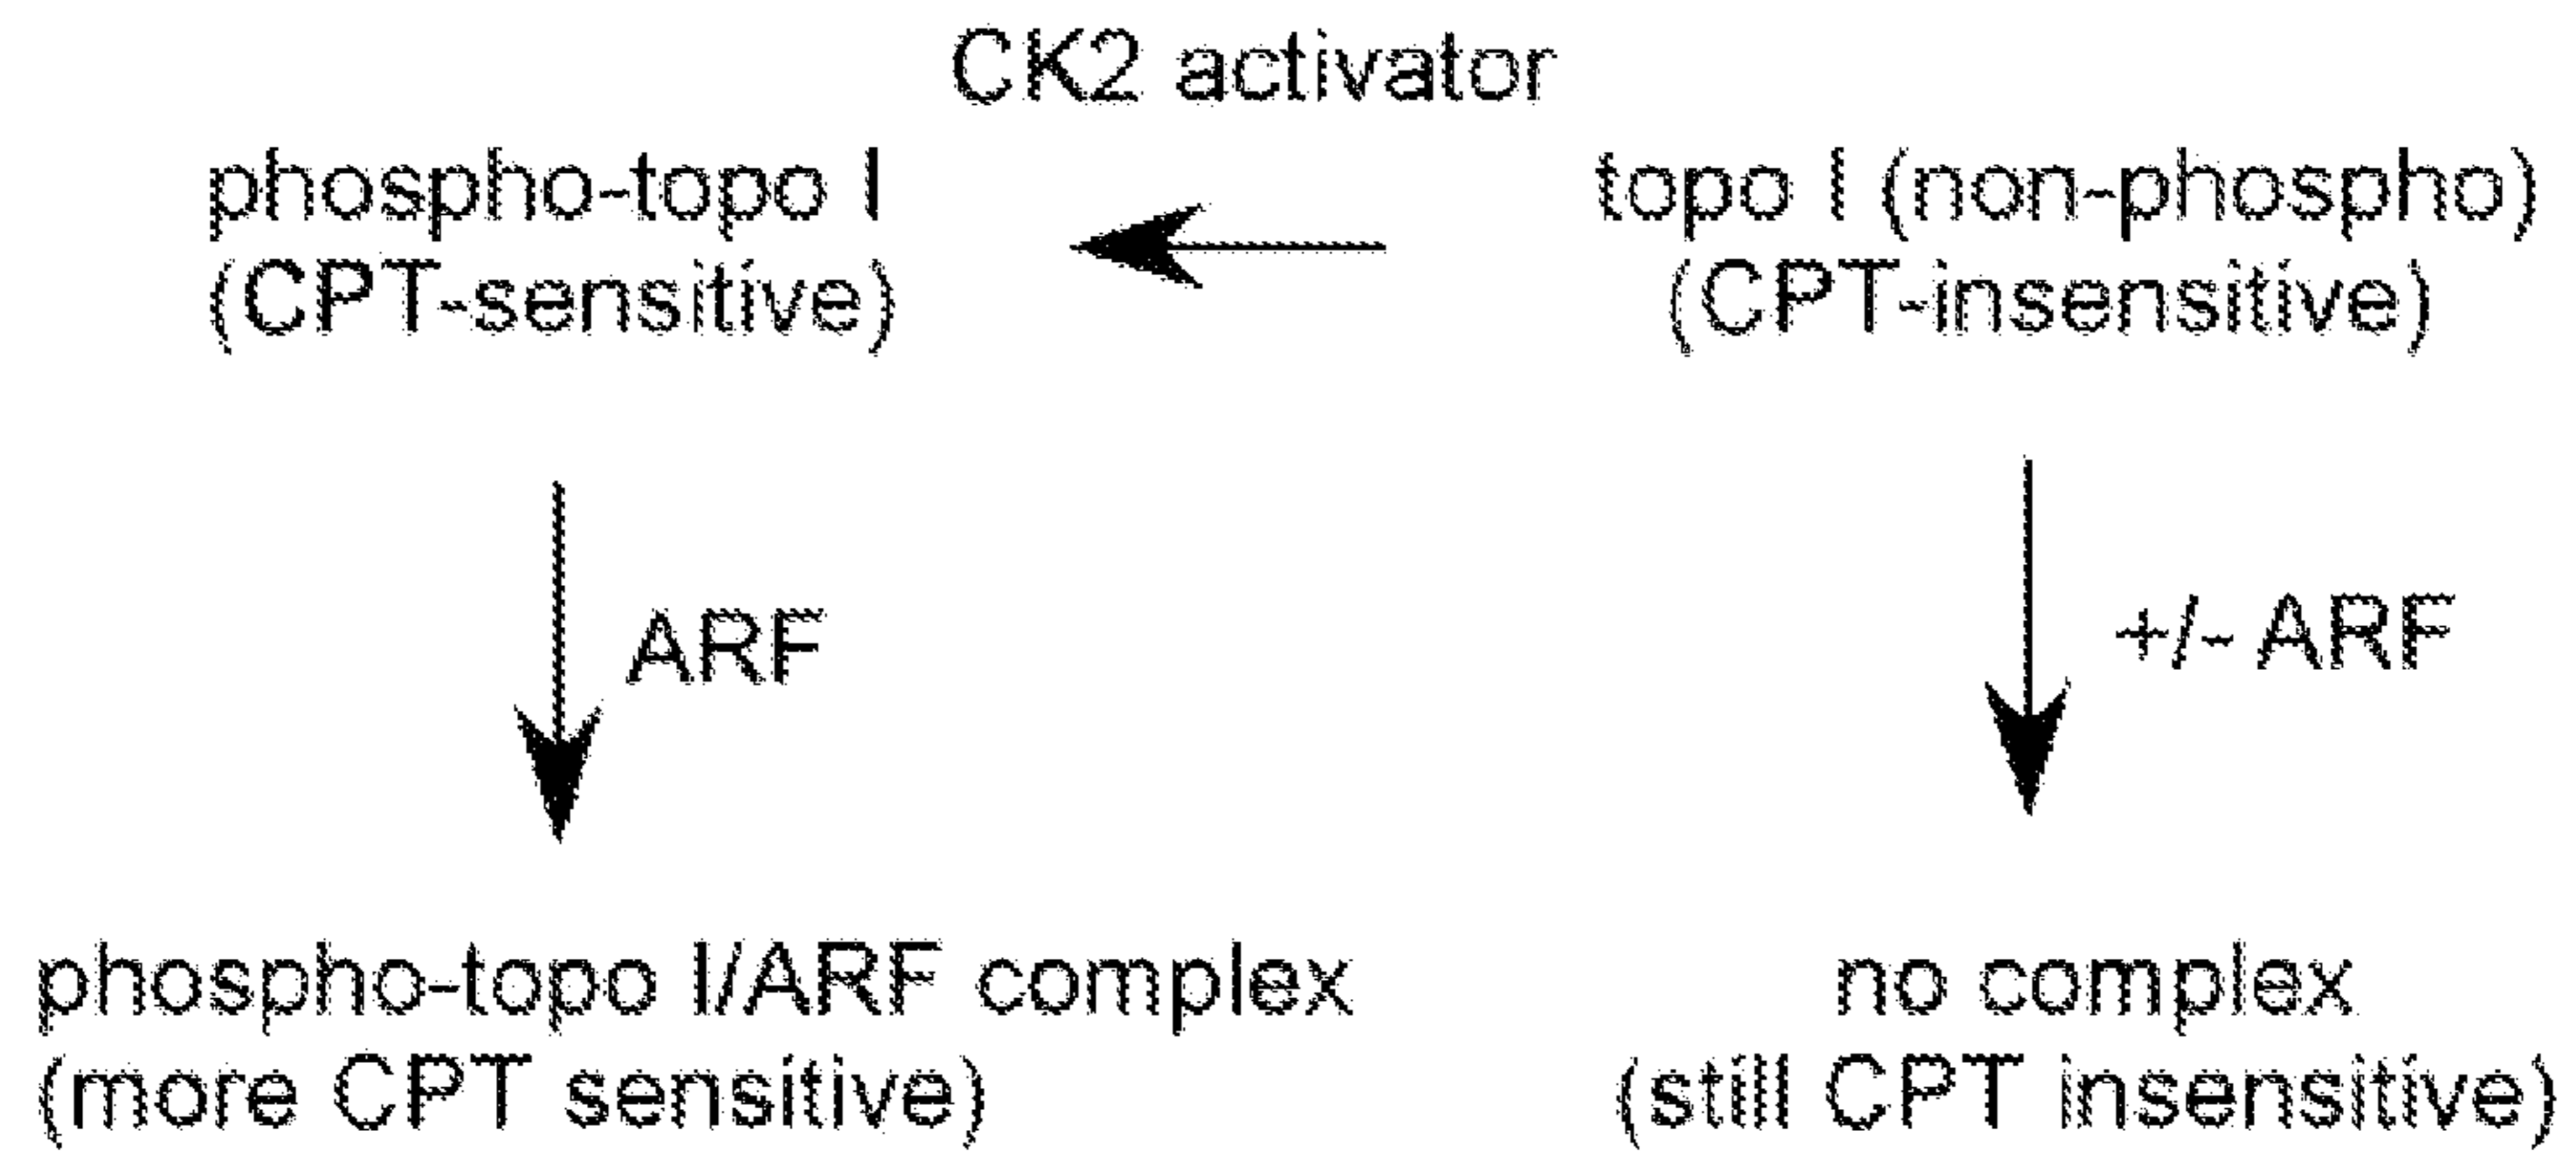 CK2 activator
phospho-topo I
(CPT-sensitive)
topo I (non-phospho)
(CPT-insensitive)
ARF
+/- ARF
phospho-topo I/ARF complex
(more CPT sensitive)
no complex
(still CPT insensitive)